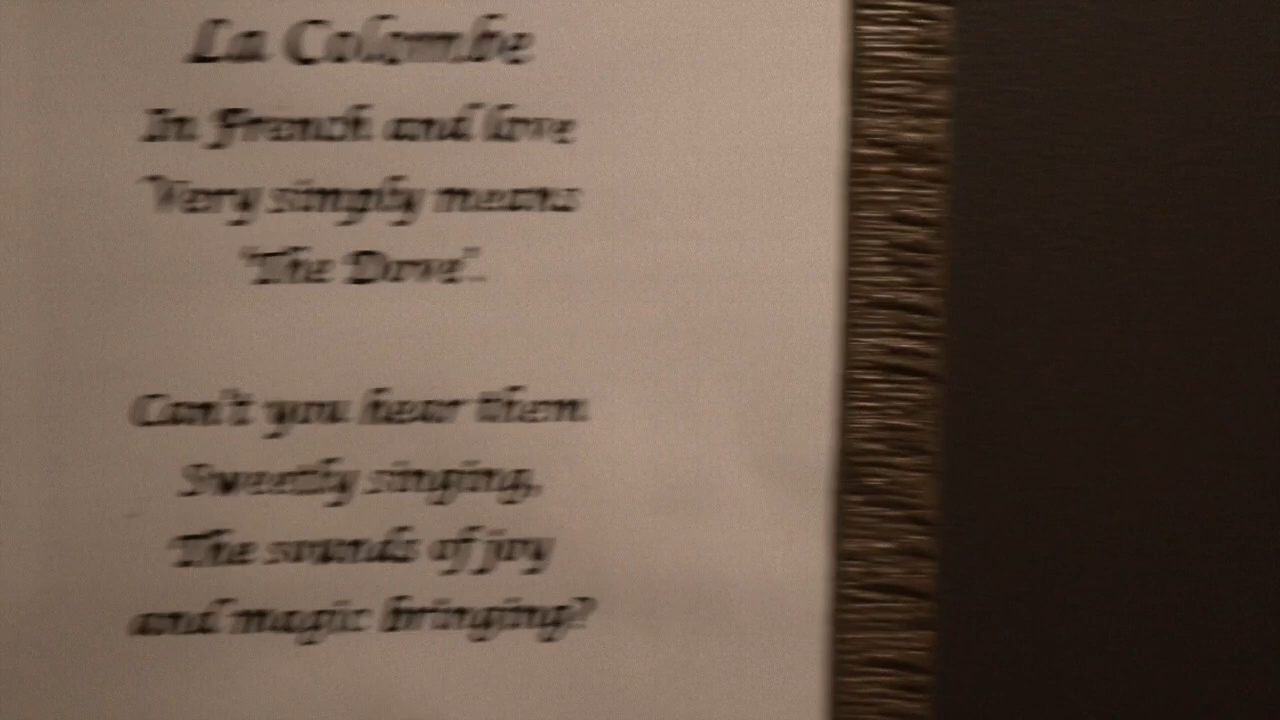 La Colombe
In French and love
Very simply means
"The Dove".
Can't you hear them
Sweetly singing,
The sounds of joy
and magic bringing?